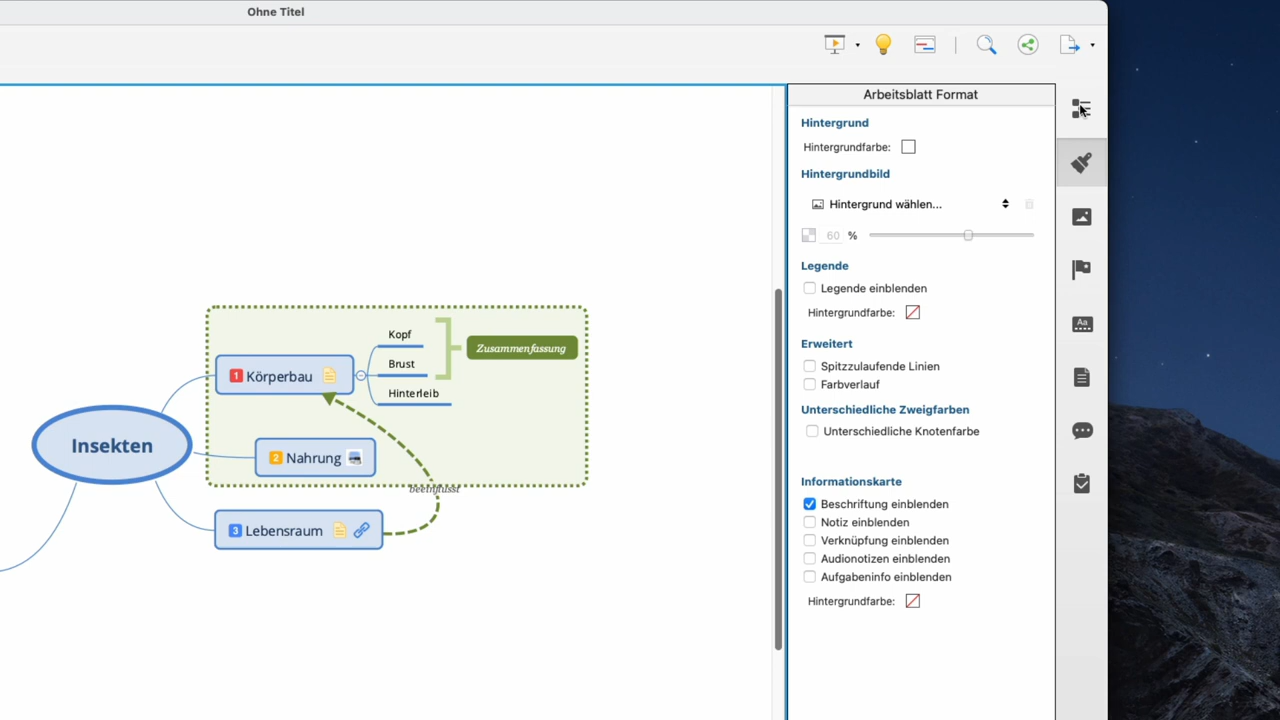 Ohne Titel
Arbeitsblatt Format
Hintergrund
Hintergrundfarbe:
Hintergrundbild
Hintergrund wählen...
60 %
Legende
Legende einblenden
Hintergrundfarbe:
Erweitert
Spitzzulaufende Linien
Farbverlauf
Unterschiedliche Zweigfarben
Unterschiedliche Knotenfarbe
Informationskarte
Beschriftung einblenden
Notiz einblenden
Verknüpfung einblenden
Audionotizen einblenden
Aufgabeninfo einblenden
Hintergrundfarbe:
Aa
Insekten
1 Körperbau
Kopf
Brust
Hinterleib
Zusammenfassung
2 Nahrung
beeinflusst
3 Lebensraum